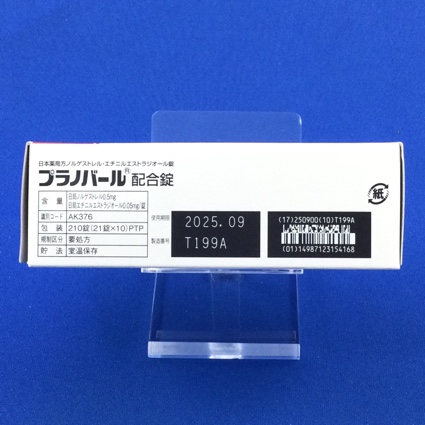 日本薬局方ノルゲストレル・エチニルエストラジオール錠
プラノバール®配合錠
含 量 日局ノルゲストレル0.5mg
日局エチニルエストラジオール0.05mg/錠
識別コード AK376
包 装 210錠(21錠×10)PTP
規制区分 要処方
貯 法 室温保存
使用期限 2025.09
製造番号 T199A
(17)250900(10)T199A
(01)14987123154168
紙